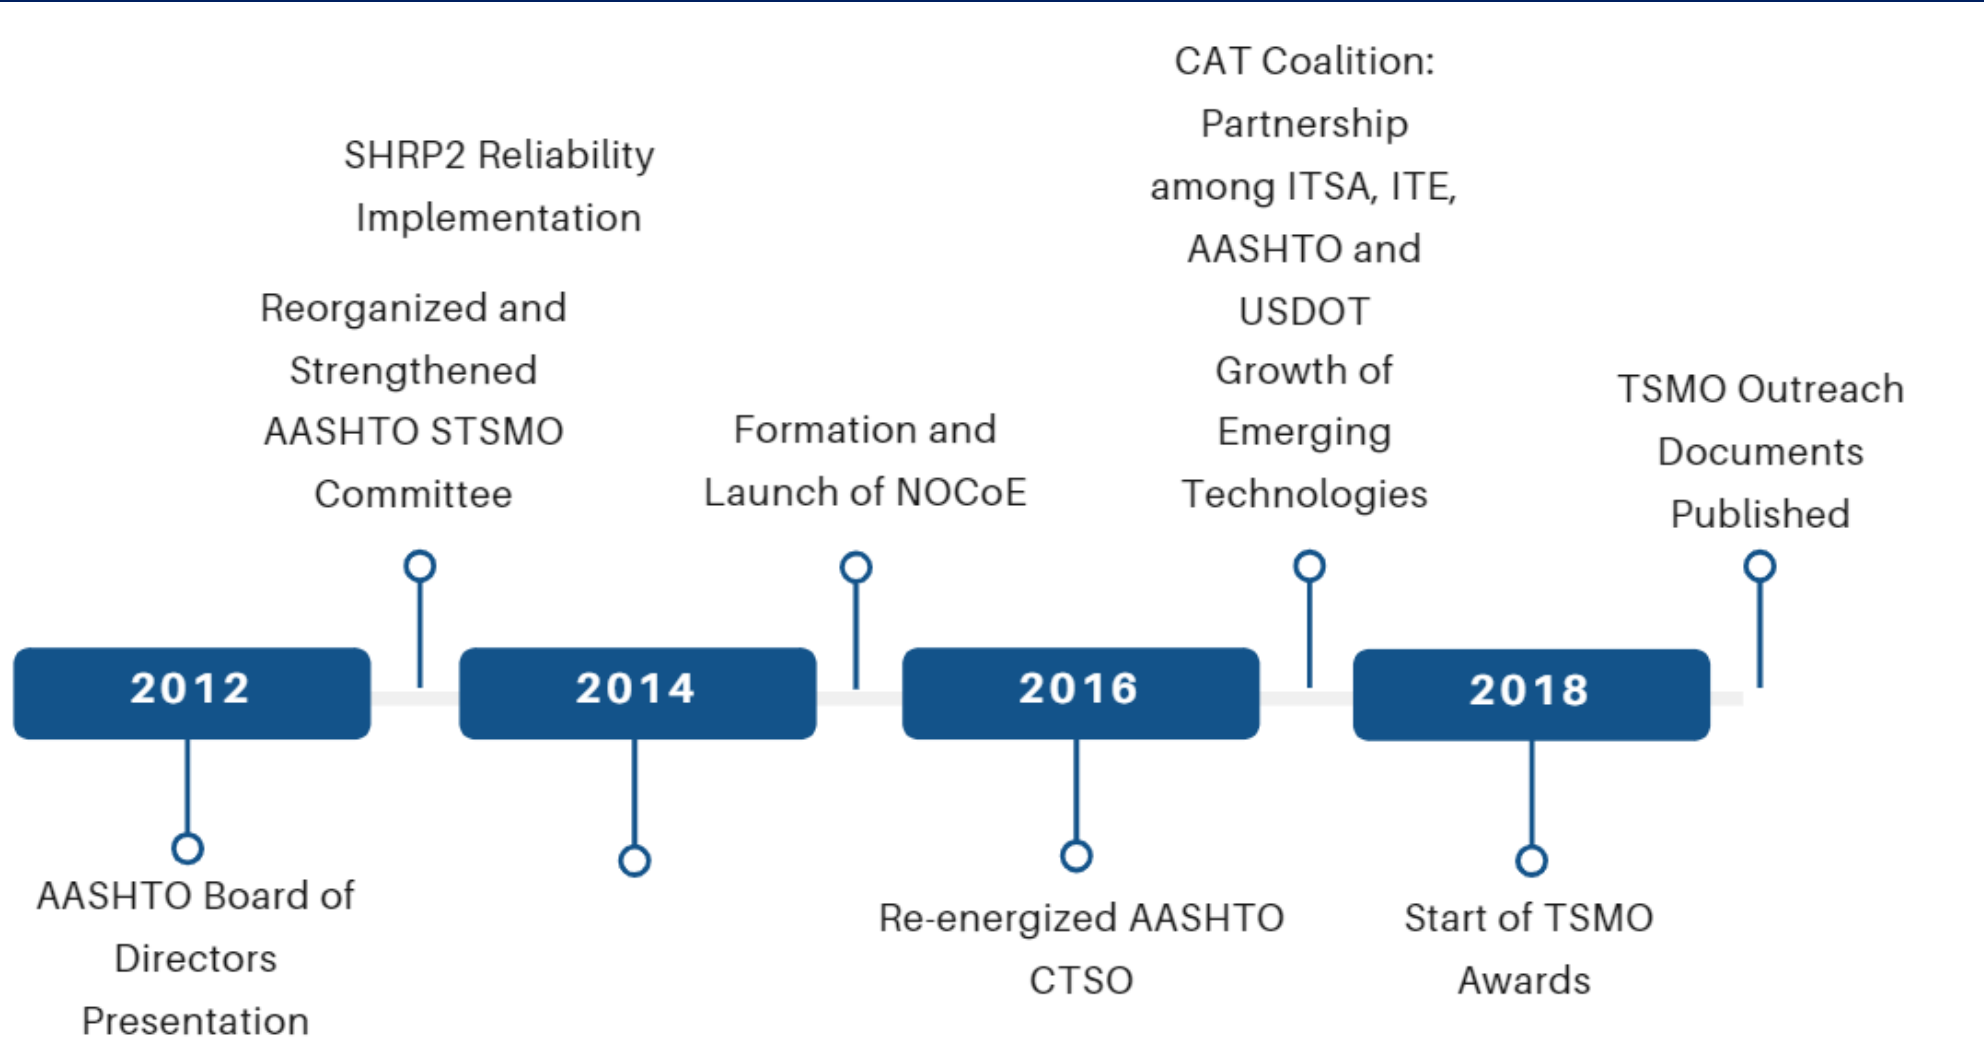 SHRP2 Reliability
Implementation
Reorganized and
Strengthened
AASHTO STSMO
Committee
Formation and
Launch of NOCoE
CAT Coalition:
Partnership
among ITSA, ITE,
AASHTO and
USDOT
Growth of
Emerging
Technologies
TSMO Outreach
Documents
Published
2012
2014
2016
2018
AASHTO Board of
Directors
Presentation
Re-energized AASHTO
CTSO
Start of TSMO
Awards